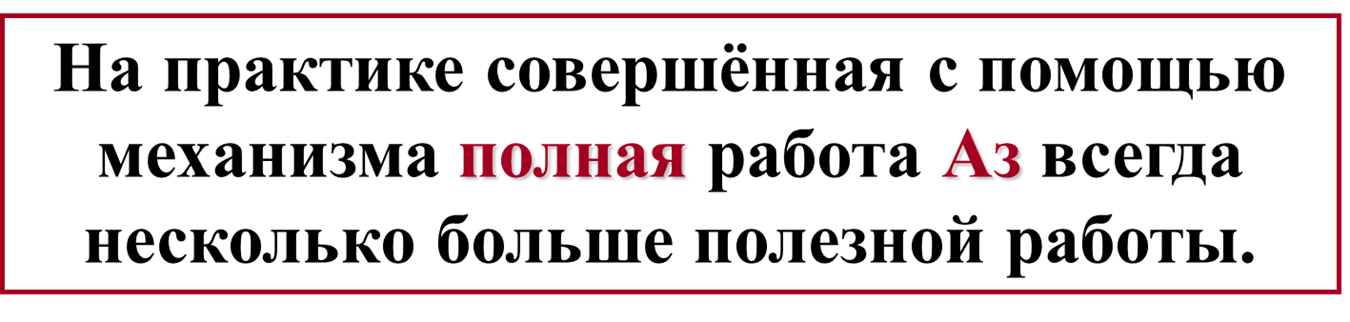 На практике совершённая с помощью
механизма полная работа Аз всегда
несколько больше полезной работы.